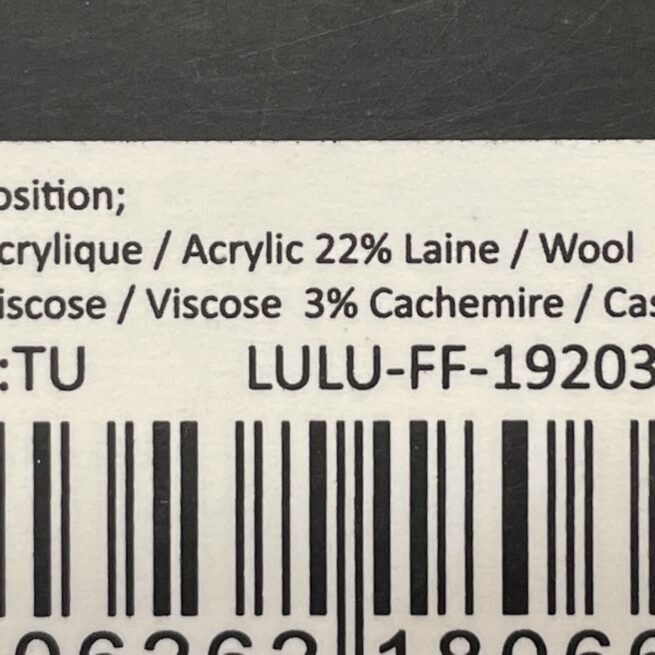 osition;
crylique / Acrylic 22% Laine / Wool
iscose / Viscose 3% Cachemire / Cas
:TU LULU-FF-19203